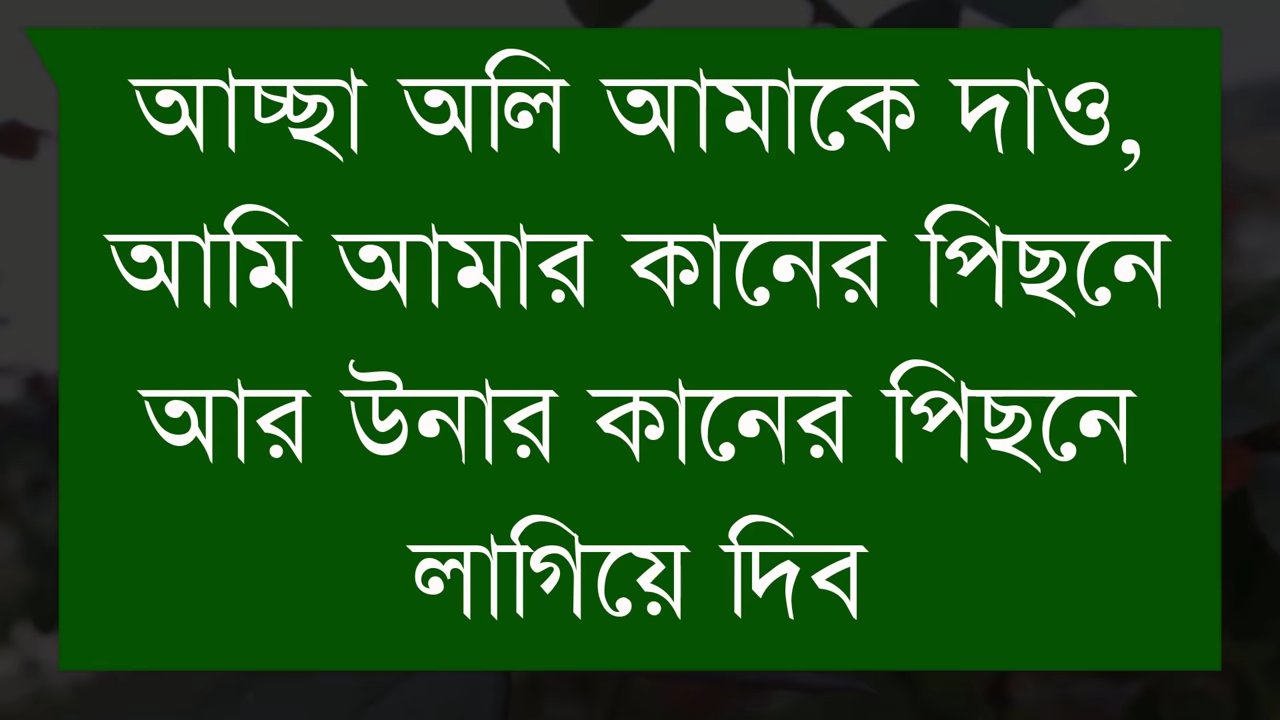 আচ্ছা অলি আমাকে দাও,
আমি আমার কানের পিছনে
আর উনার কানের পিছনে
লাগিয়ে দিব